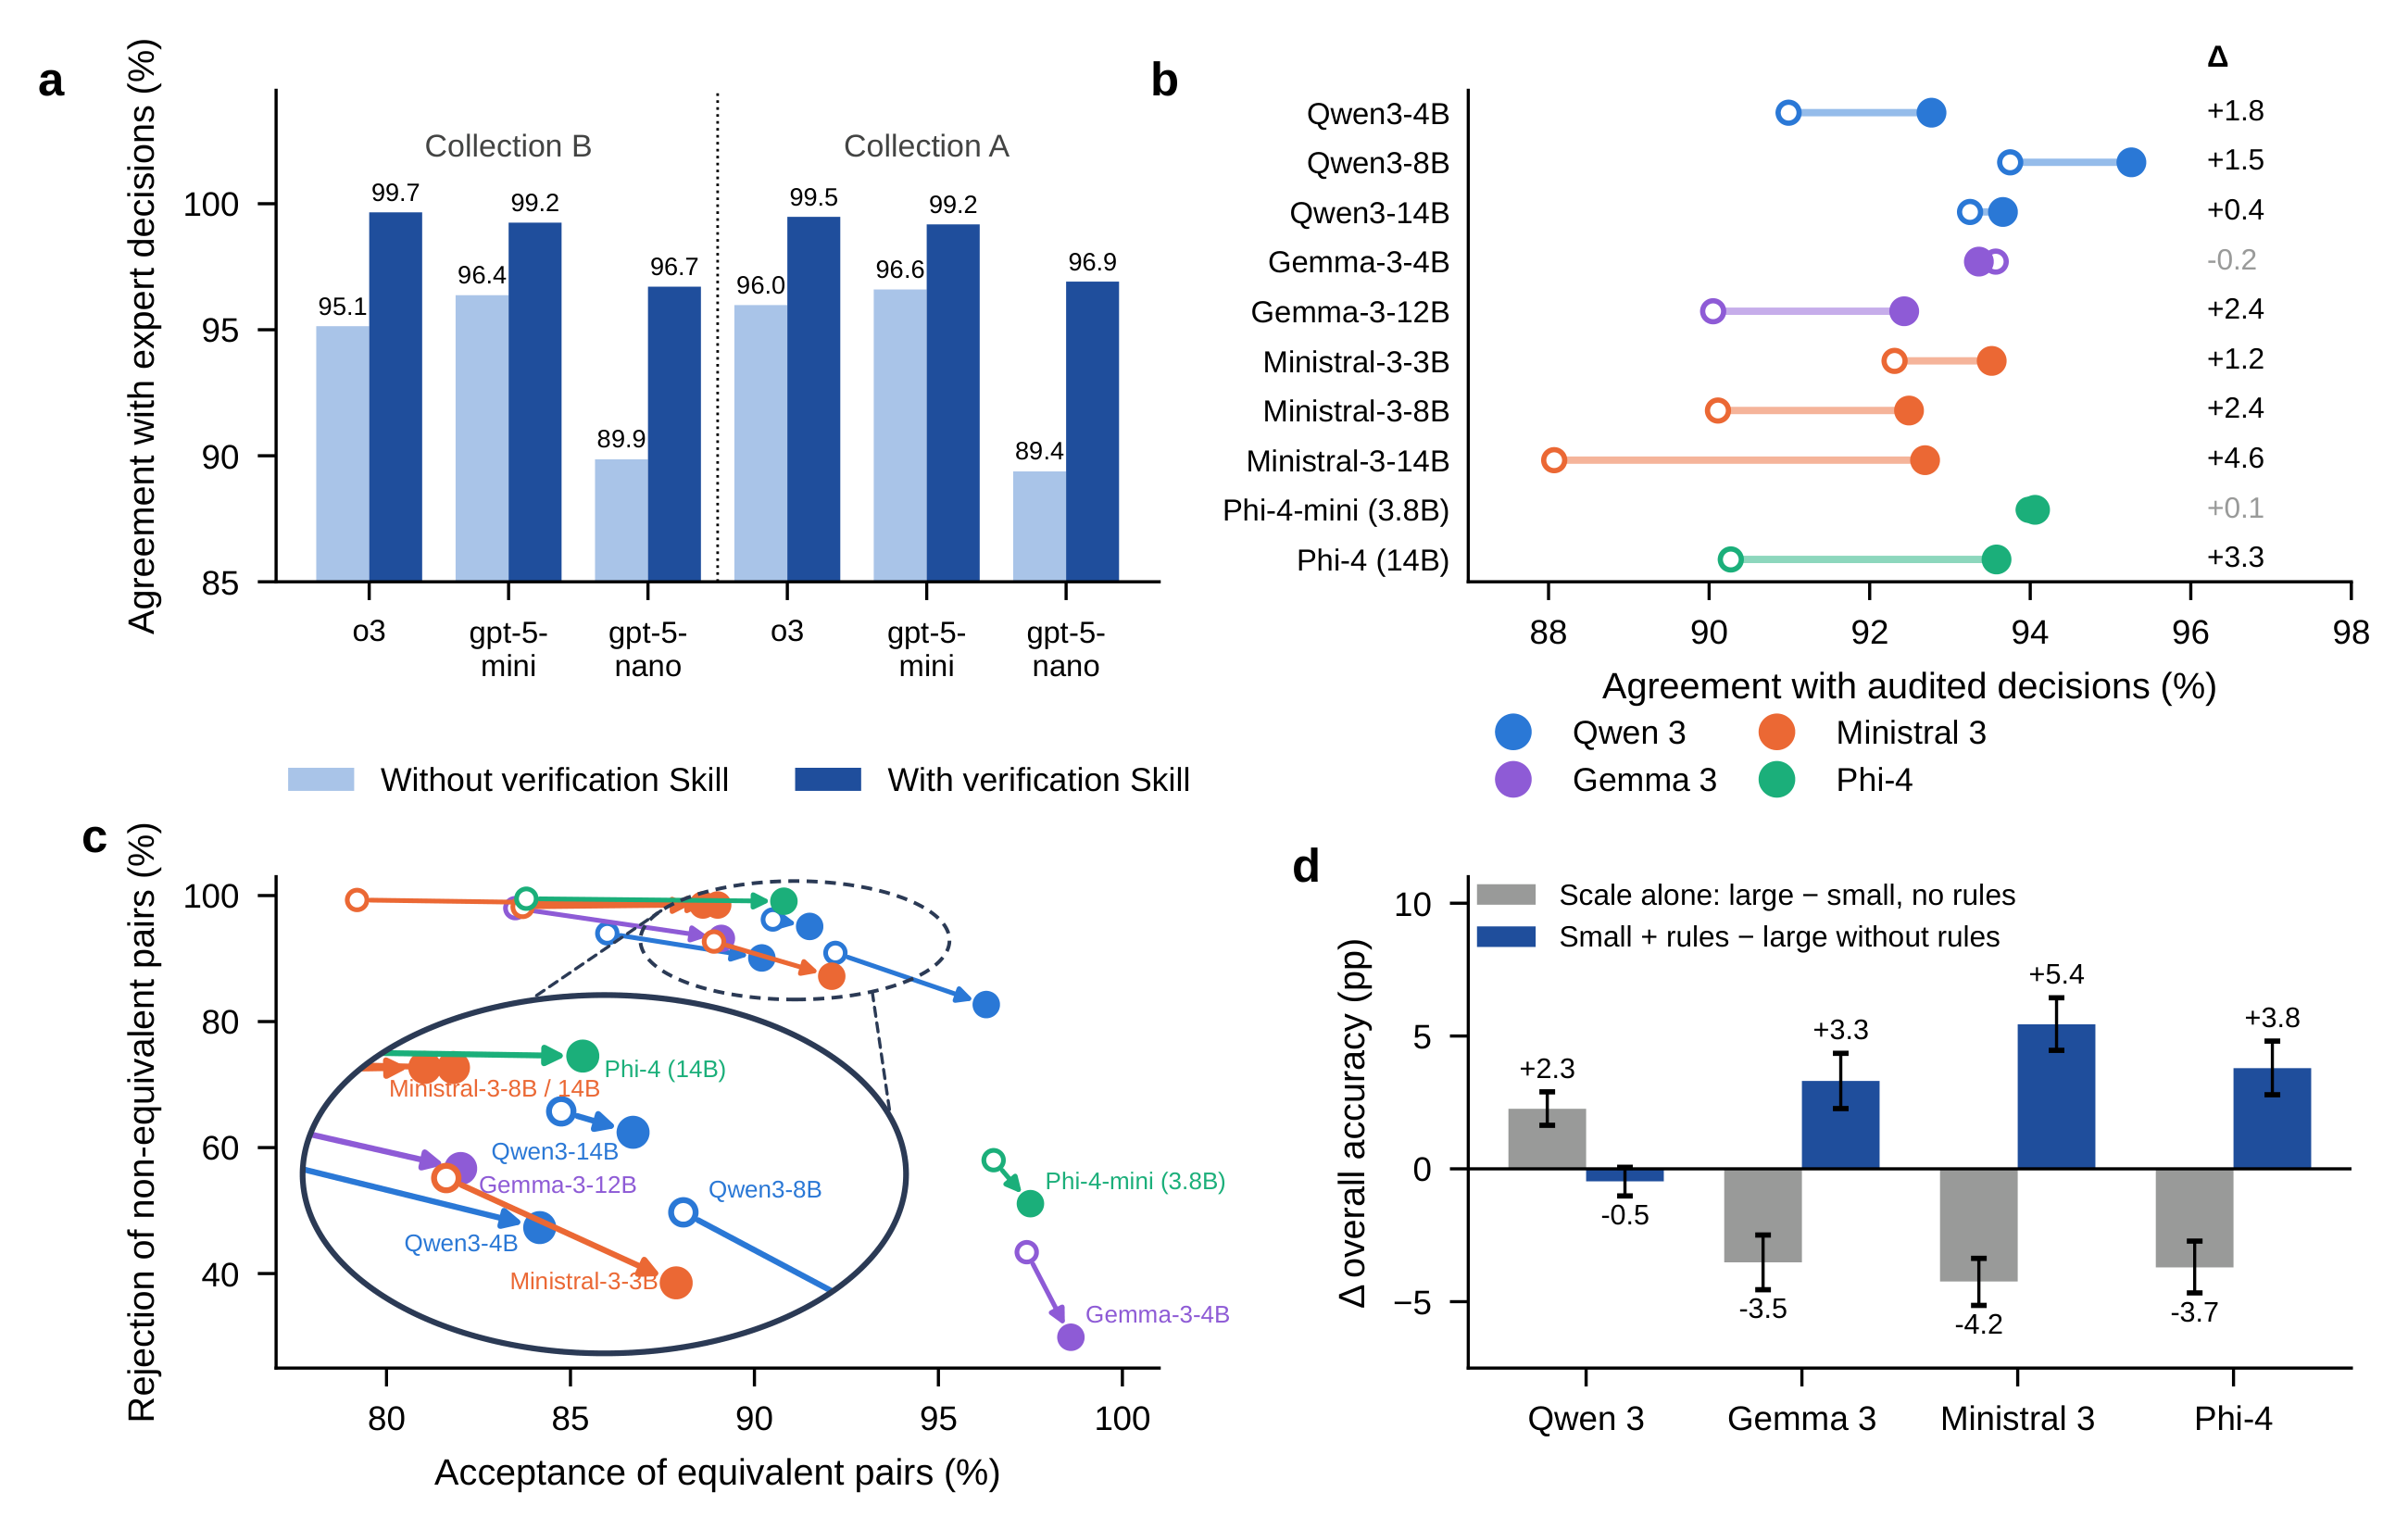 a
Agreement with expert decisions (%)
Collection B
Collection A
100
95
90
85
95.1
99.7
96.4
99.2
89.9
96.7
96.0
99.5
96.6
99.2
89.4
96.9
o3
gpt-5-
mini
gpt-5-
nano
o3
gpt-5-
mini
gpt-5-
nano
Without verification Skill
With verification Skill
b
Δ
Qwen3-4B
+1.8
Qwen3-8B
+1.5
Qwen3-14B
+0.4
Gemma-3-4B
-0.2
Gemma-3-12B
+2.4
Ministral-3-3B
+1.2
Ministral-3-8B
+2.4
Ministral-3-14B
+4.6
Phi-4-mini (3.8B)
+0.1
Phi-4 (14B)
+3.3
88
90
92
94
96
98
Agreement with audited decisions (%)
Qwen 3
Ministral 3
Gemma 3
Phi-4
c
Rejection of non-equivalent pairs (%)
100
80
60
40
Phi-4 (14B)
Ministral-3-8B / 14B
Qwen3-14B
Gemma-3-12B
Qwen3-8B
Qwen3-4B
Ministral-3-3B
Phi-4-mini (3.8B)
Gemma-3-4B
80
85
90
95
100
Acceptance of equivalent pairs (%)
d
Δ overall accuracy (pp)
Scale alone: large − small, no rules
Small + rules − large without rules
10
5
0
−5
+2.3
-0.5
-3.5
+3.3
-4.2
+5.4
-3.7
+3.8
Qwen 3
Gemma 3
Ministral 3
Phi-4